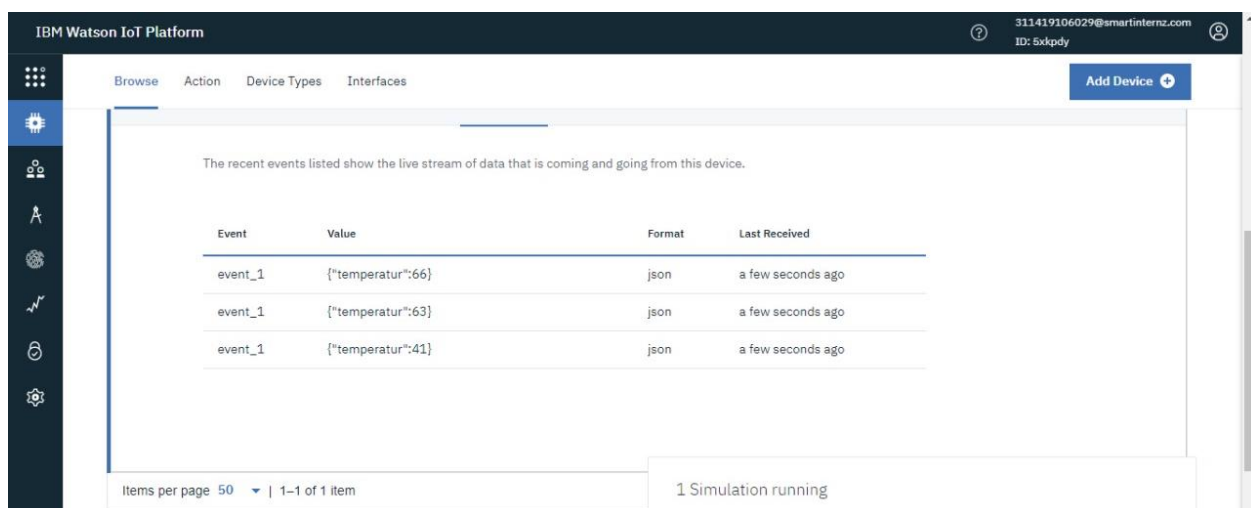 IBM Watson IoT Platform
311419106029@smartinternz.com
ID: 5xkpdy
Browse Action Device Types Interfaces
Add Device
The recent events listed show the live stream of data that is coming and going from this device.
Event Value Format Last Received
event_1 {"temperatur":66} json a few seconds ago
event_1 {"temperatur":63} json a few seconds ago
event_1 {"temperatur":41} json a few seconds ago
Items per page 50 | 1–1 of 1 item
1 Simulation running